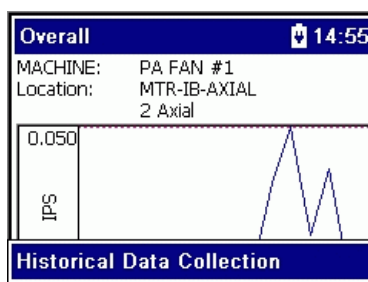 Overall 14:55
MACHINE: PA FAN #1
Location: MTR-IB-AXIAL
2 Axial
0.050
IPS
Historical Data Collection